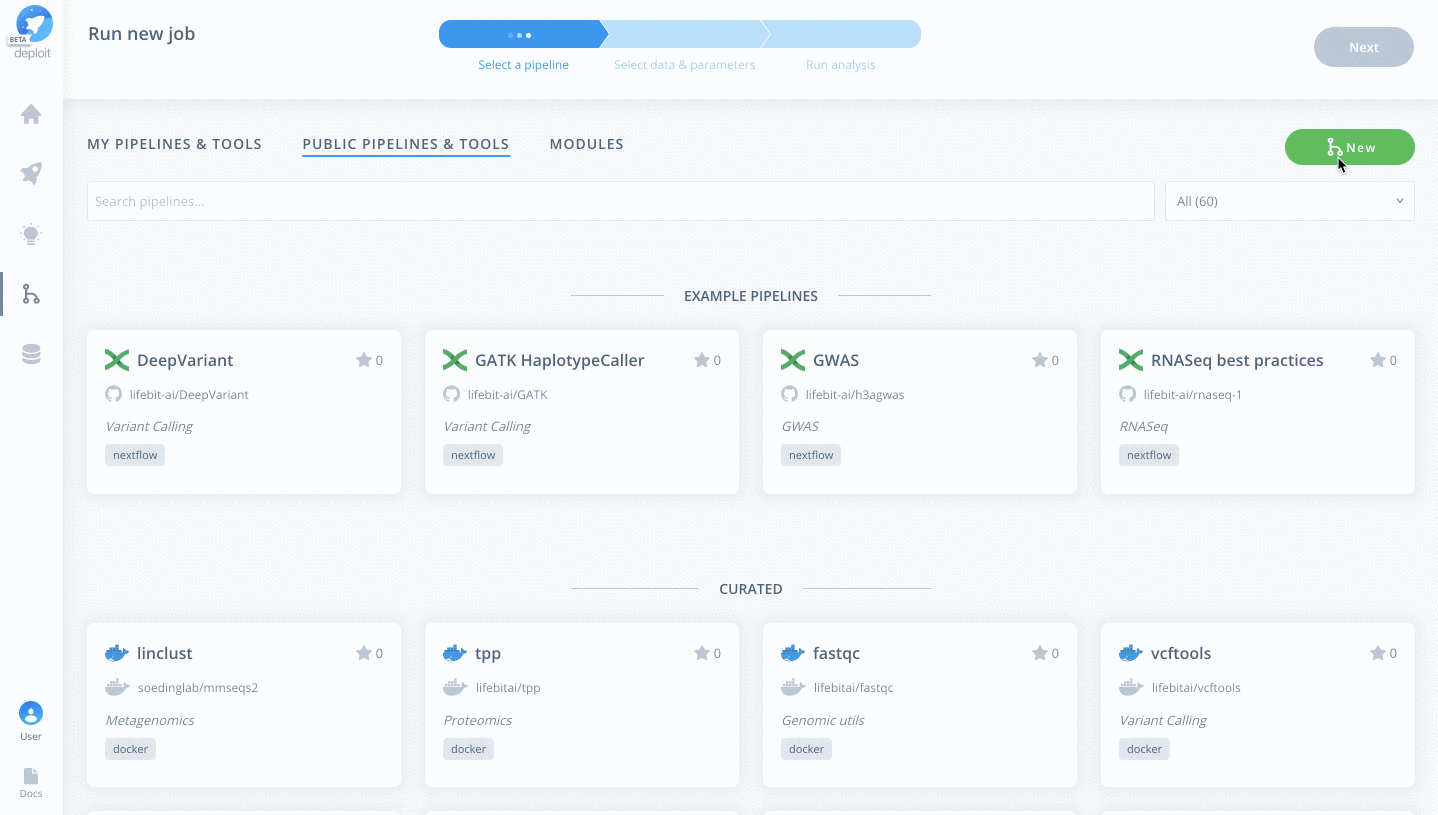 BETA
deploit
Run new job
Select a pipeline
Select data & parameters
Run analysis
Next
MY PIPELINES & TOOLS
PUBLIC PIPELINES & TOOLS
MODULES
New
Search pipelines...
All (60)
EXAMPLE PIPELINES
DeepVariant 0
lifebit-ai/DeepVariant
Variant Calling
nextflow
GATK HaplotypeCaller 0
lifebit-ai/GATK
Variant Calling
nextflow
GWAS 0
lifebit-ai/h3agwas
GWAS
nextflow
RNASeq best practices 0
lifebit-ai/rnaseq-1
RNASeq
nextflow
CURATED
linclust 0
soedinglab/mmseqs2
Metagenomics
docker
tpp 0
lifebitai/tpp
Proteomics
docker
fastqc 0
lifebitai/fastqc
Genomic utils
docker
vcftools 0
lifebitai/vcftools
Variant Calling
docker
User
Docs